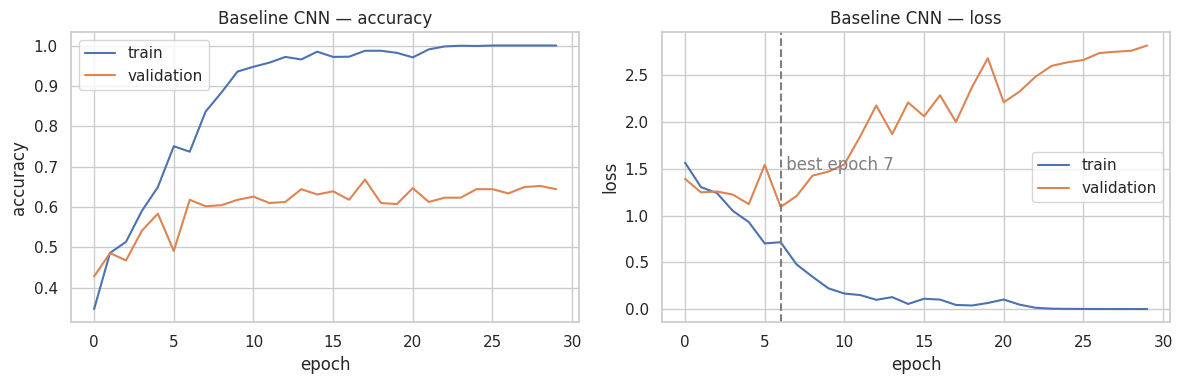 Baseline CNN — accuracy
train
validation
accuracy
1.0
0.9
0.8
0.7
0.6
0.5
0.4
0 5 10 15 20 25 30
epoch
Baseline CNN — loss
best epoch 7
train
validation
loss
2.5
2.0
1.5
1.0
0.5
0.0
0 5 10 15 20 25 30
epoch